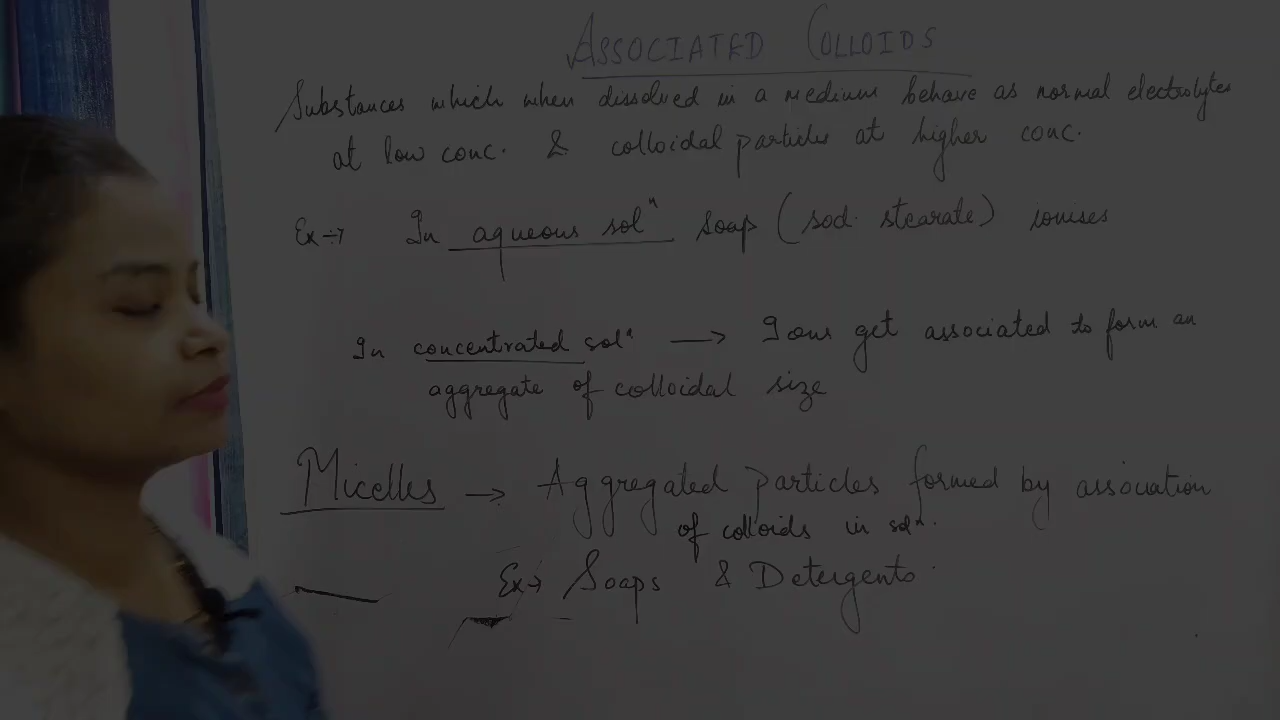 ASSOCIATED COLLOIDS
Substances which when dissolved in a medium behave as normal electrolytes
at low conc. & colloidal particles at higher conc.
Ex → In aqueous solⁿ soap (sod. stearate) ionises
In concentrated solⁿ → Ions get associated to form an
aggregate of colloidal size
Micelles → Aggregated particles formed by association
of colloids in solⁿ.
Ex → Soaps & Detergents.